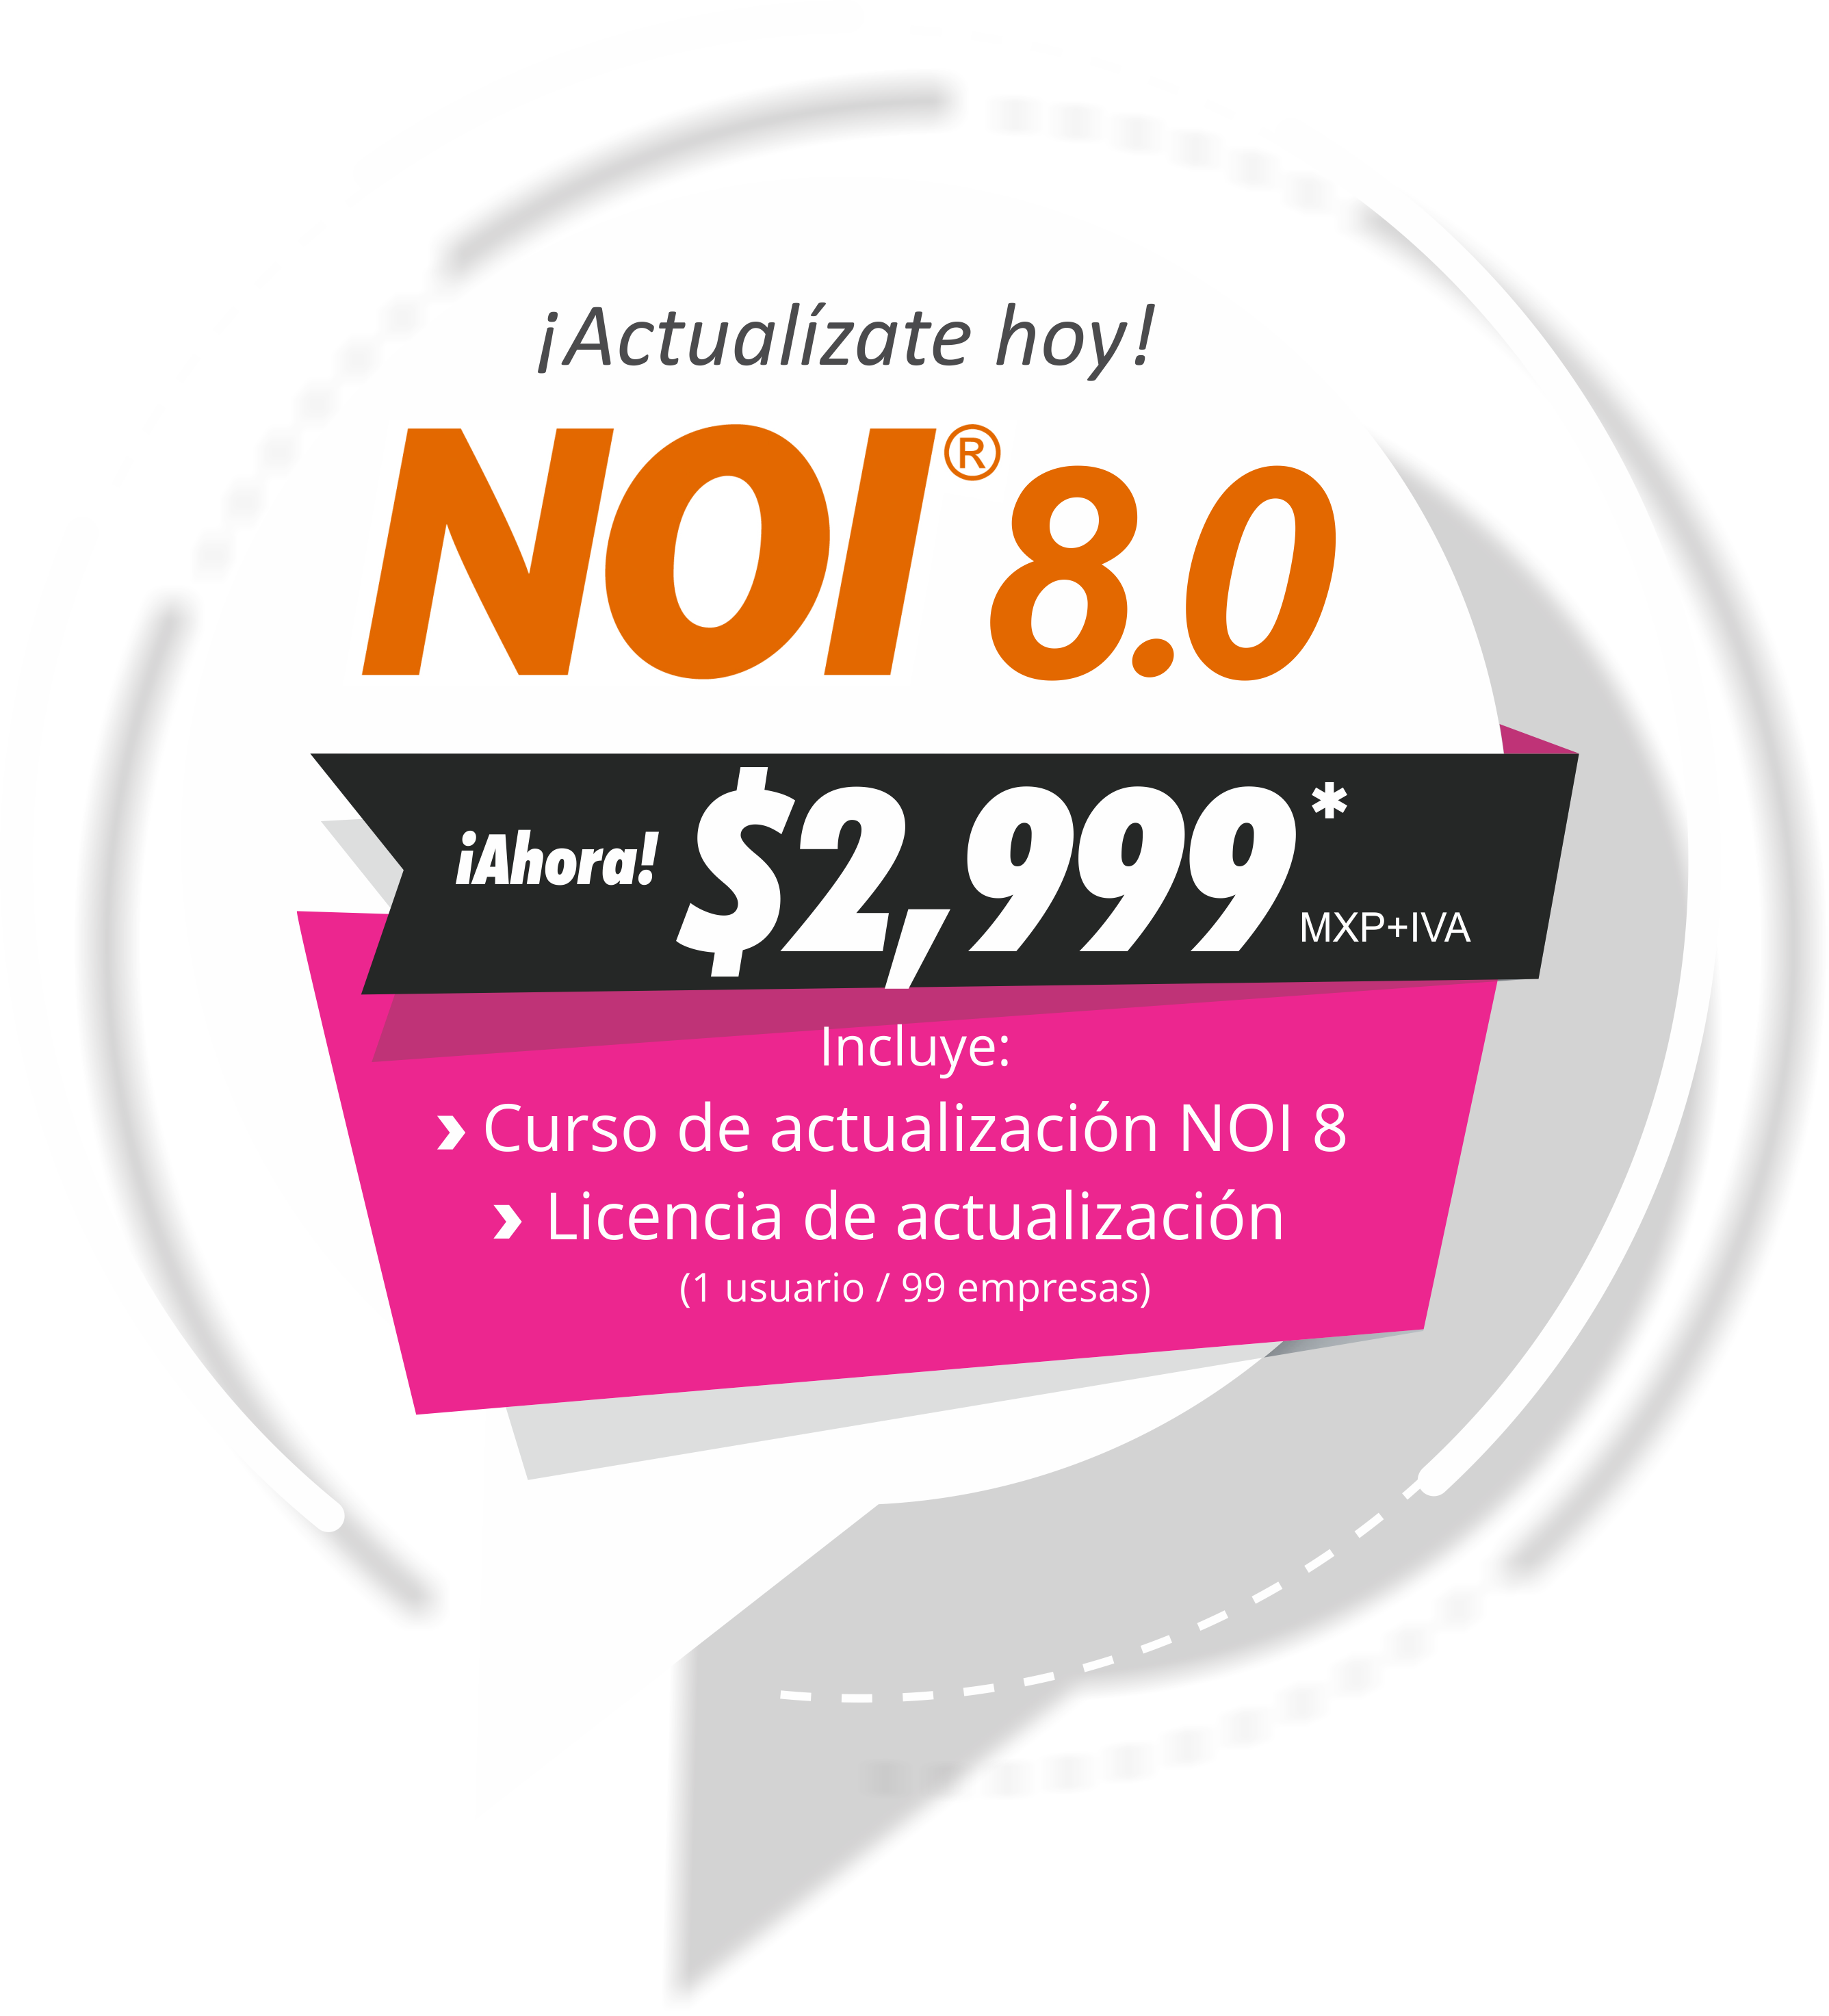 ¡Actualízate hoy!
NOI® 8.0
¡Ahora! $2,999* MXP+IVA
Incluye:
› Curso de actualización NOI 8
› Licencia de actualización
(1 usuario / 99 empresas)